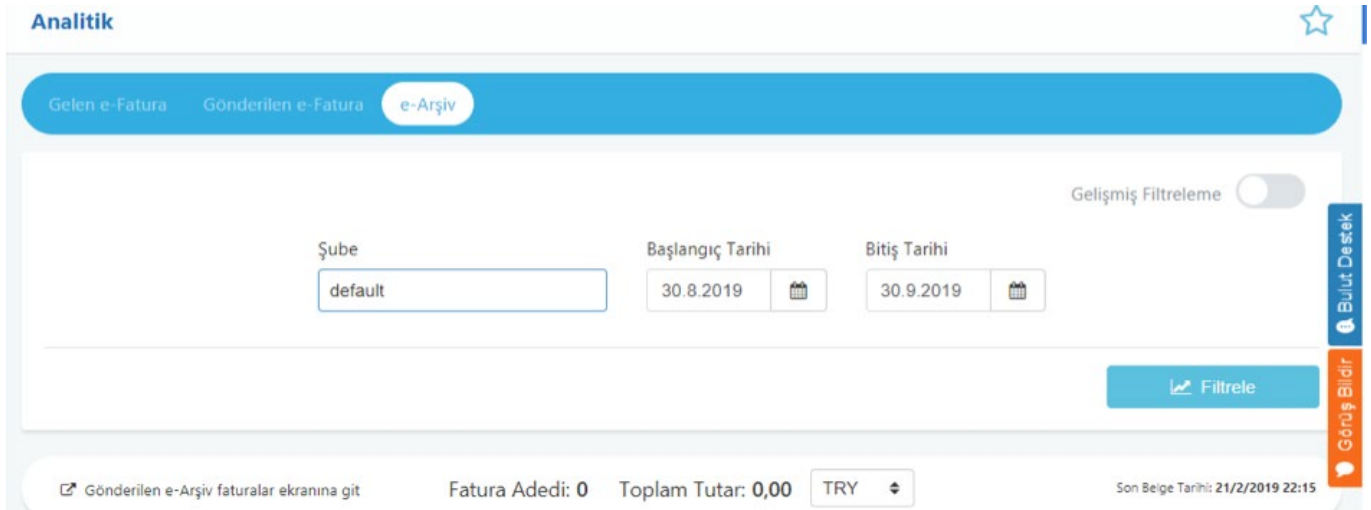 Analitik
Gelen e-Fatura Gönderilen e-Fatura e-Arşiv
Gelişmiş Filtreleme
Şube Başlangıç Tarihi Bitiş Tarihi
default 30.8.2019 30.9.2019
Filtrele
Bulut Destek
Görüş Bildir
Gönderilen e-Arşiv faturalar ekranına git Fatura Adedi: 0 Toplam Tutar: 0,00 TRY Son Belge Tarihi: 21/2/2019 22:15